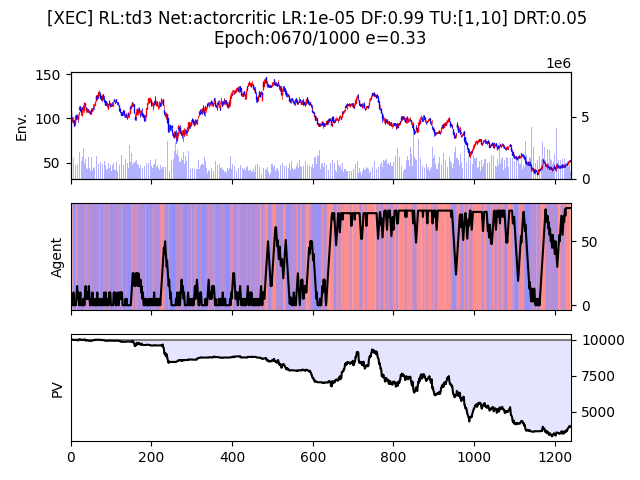 [XEC] RL:td3 Net:actorcritic LR:1e-05 DF:0.99 TU:[1,10] DRT:0.05
Epoch:0670/1000 e=0.33
1e6
150
100
50
Env.
5
0
Agent
50
0
PV
10000
7500
5000
0
200
400
600
800
1000
1200